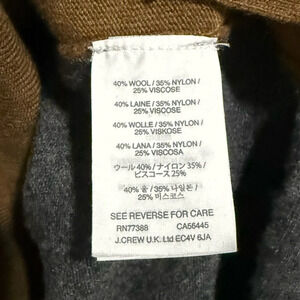 40% WOOL / 35% NYLON /
25% VISCOSE
40% LAINE / 35% NYLON /
25% VISCOSE
40% WOLLE / 35% NYLON /
25% VISKOSE
40% LANA / 35% NYLON /
25% VISCOSA
ウール 40% / ナイロン 35% /
ビスコース 25%
40% 울 / 35% 나일론 /
25% 비스코스
SEE REVERSE FOR CARE
RN77388 CA56445
J.CREW U.K. Ltd EC4V 6JA